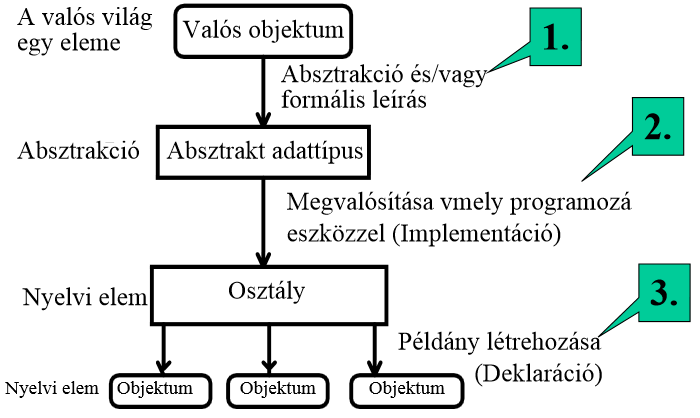 A valós világ
egy eleme
Valós objektum
1.
Absztrakció és/vagy
formális leírás
2.
Absztrakció
Absztrakt adattípus
Megvalósítása vmely programozá
eszközzel (Implementáció)
3.
Nyelvi elem
Osztály
Példány létrehozása
(Deklaráció)
Nyelvi elem
Objektum
Objektum
Objektum